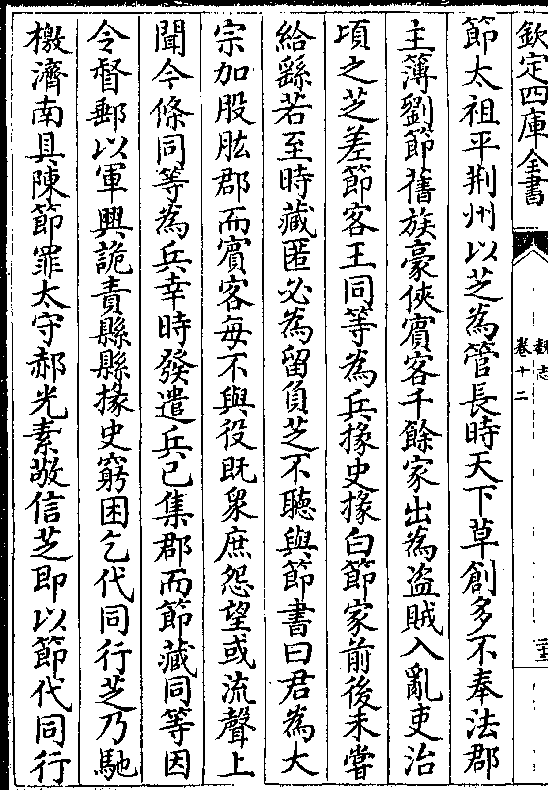 欽定四庫全書
魏志
卷十二
節太祖平荆州以芝為管長時天下草創多不奉法郡
主簿劉節舊族豪俠賔客千餘家出為盜賊入亂吏治
頃之芝差節客王同等為兵掾史據白節家前後未嘗
給繇若至時藏匿必為留負芝不聽與節書曰君為大
宗加股肱郡而賔客每不與役既衆庶怨望或流聲上
聞今條同等為兵幸時發遣兵已集郡而節藏同等因
令督郵以軍興詭責縣縣掾史窮困乞代同行芝乃馳
檄濟南具陳節罪太守郝光素敬信芝即以節代同行